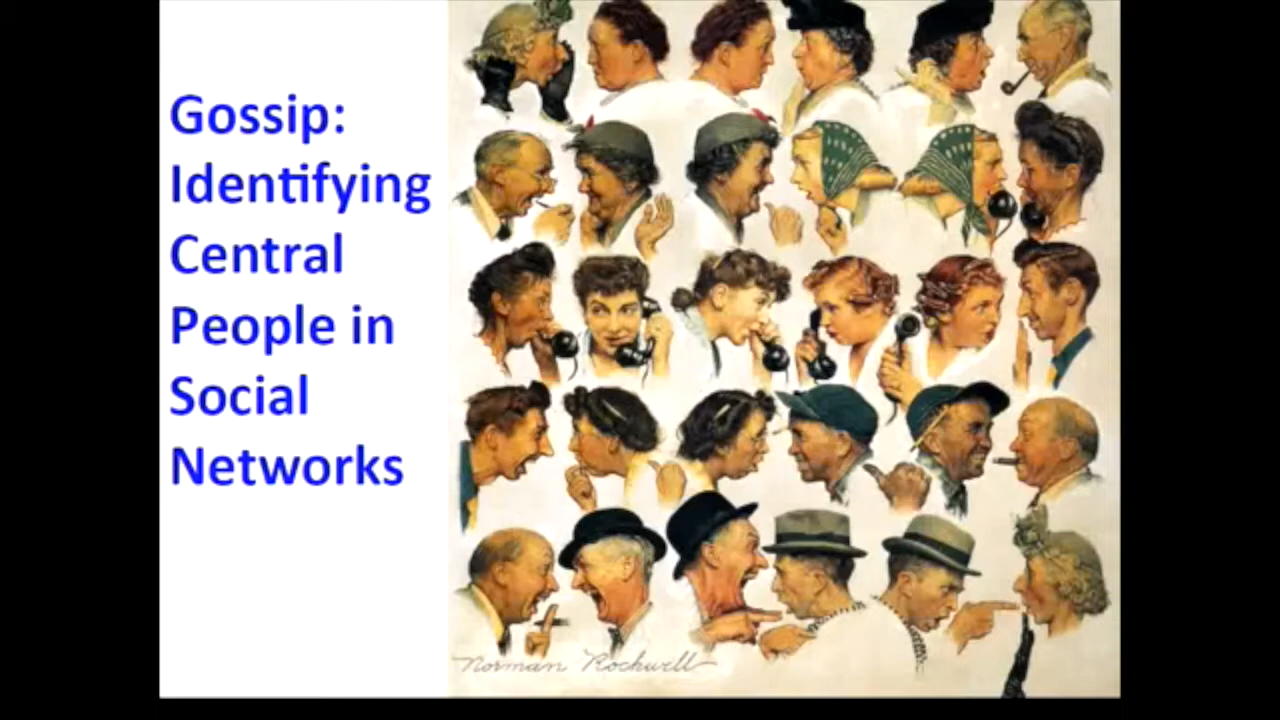 Gossip:
Identifying
Central
People in
Social
Networks
Norman Rockwell